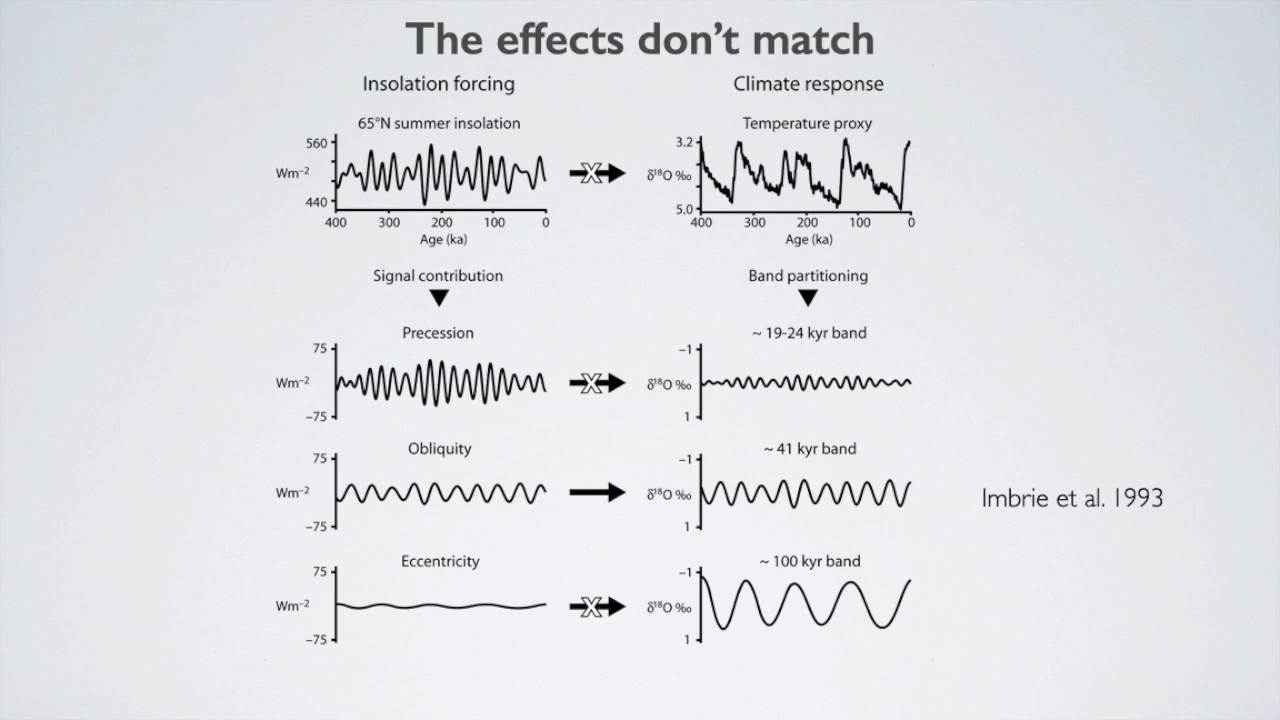 The effects don't match
Insolation forcing
Climate response
65°N summer insolation
Temperature proxy
560
Wm⁻²
440
400 300 200 100 0
Age (ka)
X
3.2
δ¹⁸O ‰
5.0
400 300 200 100 0
Age (ka)
Signal contribution
Band partitioning
Precession
~ 19-24 kyr band
75
Wm⁻²
–75
X
–1
δ¹⁸O ‰
1
Obliquity
~ 41 kyr band
75
Wm⁻²
–75
–1
δ¹⁸O ‰
1
Imbrie et al. 1993
Eccentricity
~ 100 kyr band
75
Wm⁻²
–75
X
–1
δ¹⁸O ‰
1